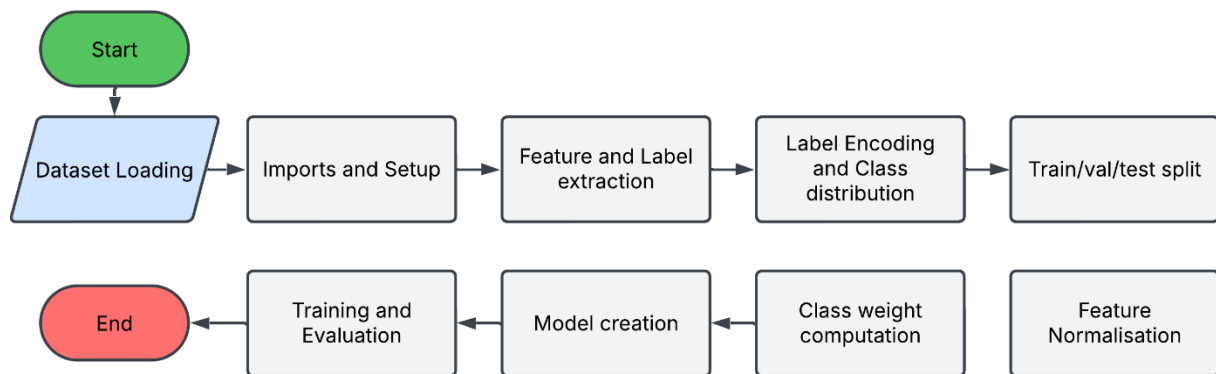 Start
Dataset Loading
Imports and Setup
Feature and Label
extraction
Label Encoding
and Class
distribution
Train/val/test split
End
Training and
Evaluation
Model creation
Class weight
computation
Feature
Normalisation